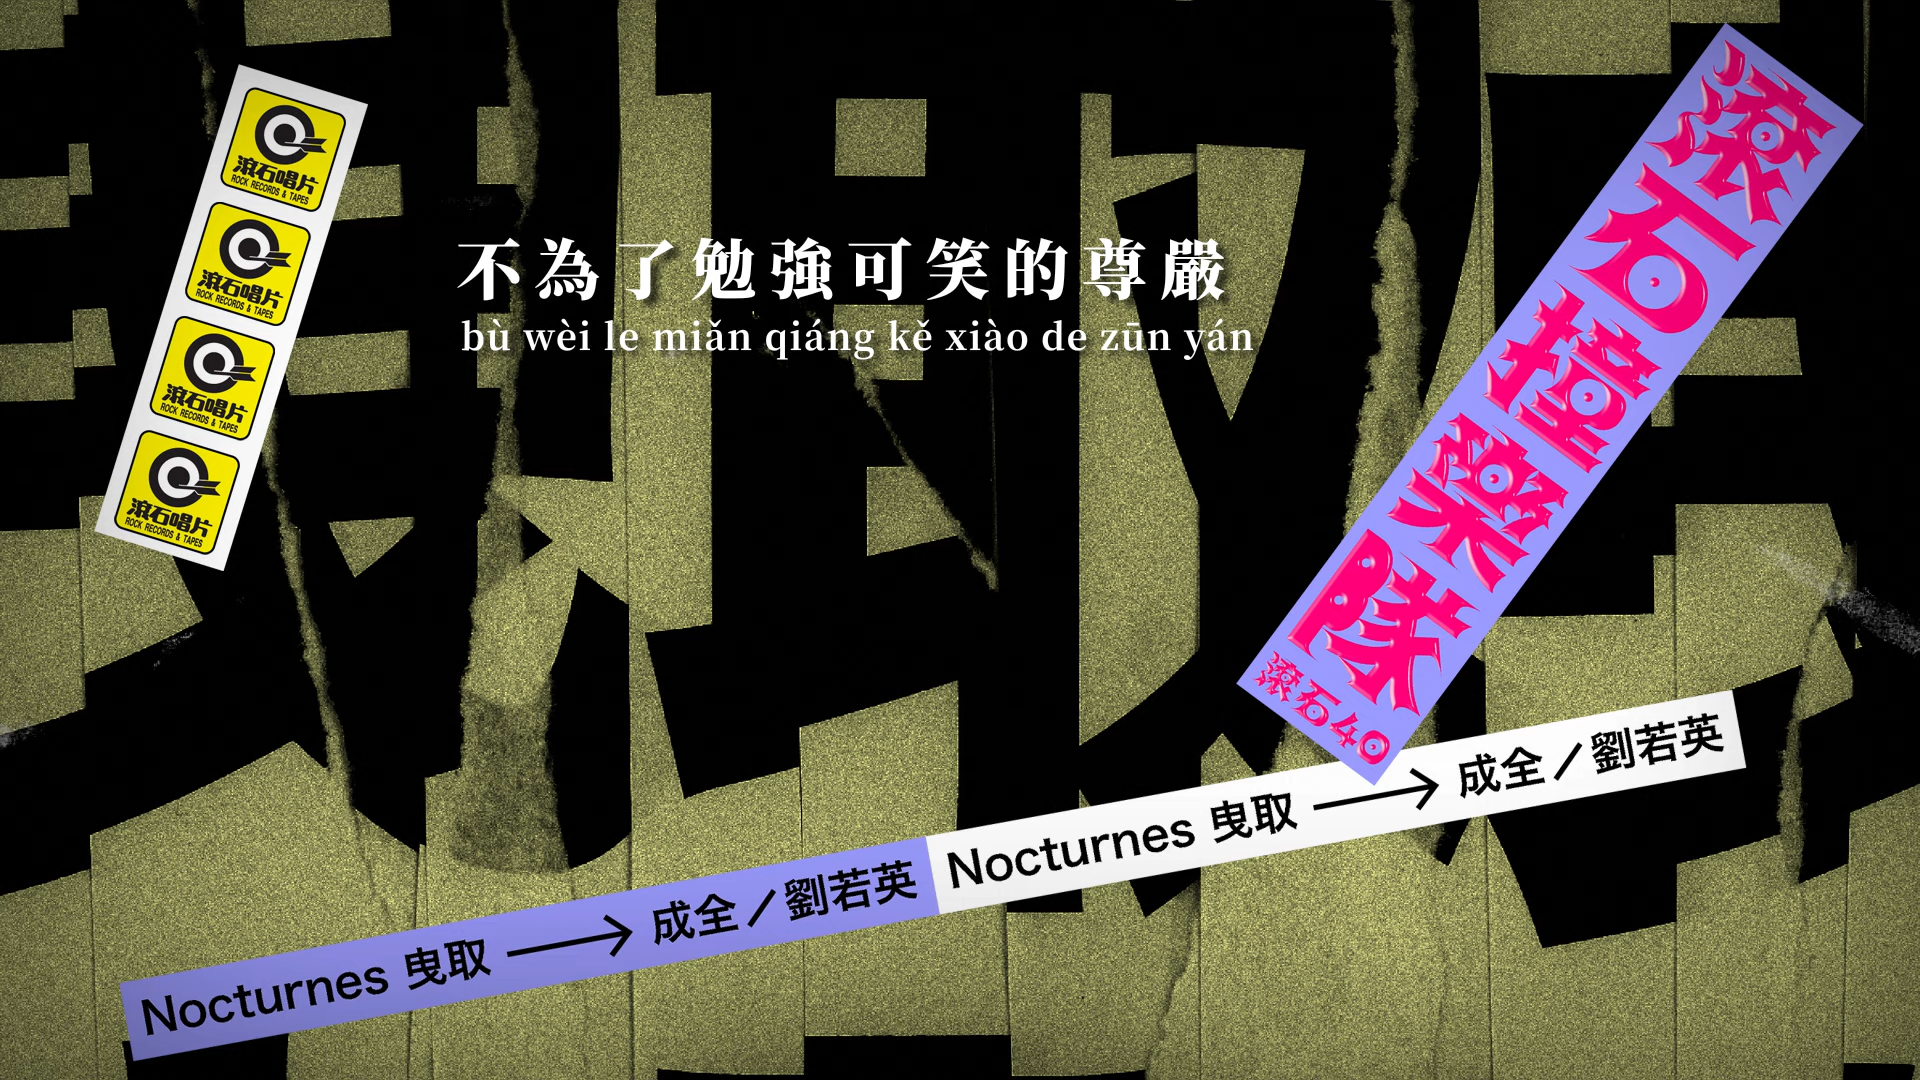 滾石唱片
ROCK RECORDS & TAPES
滾石唱片
ROCK RECORDS & TAPES
滾石唱片
ROCK RECORDS & TAPES
滾石唱片
ROCK RECORDS & TAPES
不為了勉強可笑的尊嚴
bù wèi le miǎn qiáng kě xiào de zūn yán
滾石撞樂隊
滾石40
Nocturnes 曳取 → 成全／劉若英
Nocturnes 曳取 → 成全／劉若英